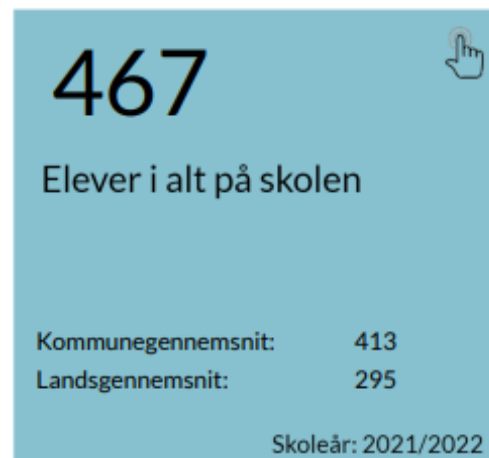 467
Elever i alt på skolen
Kommunegennemsnit: 413
Landsgennemsnit: 295
Skoleår: 2021/2022